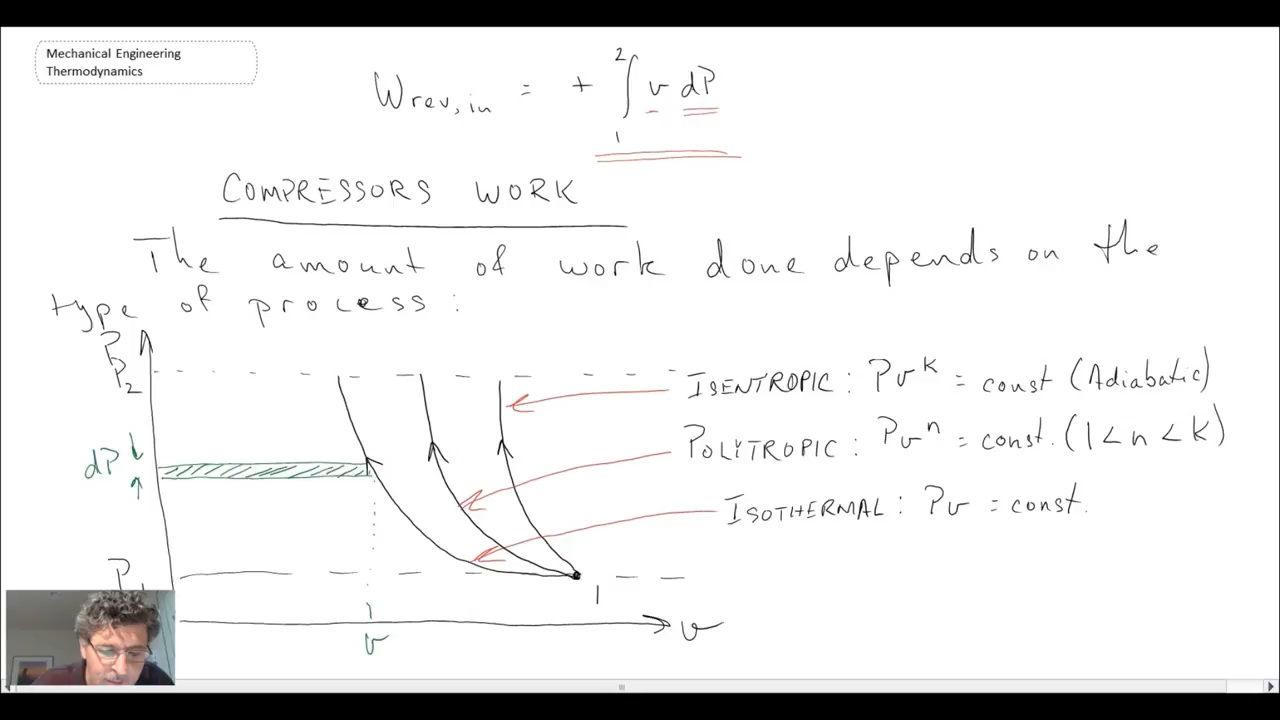 Mechanical Engineering
Thermodynamics
Wrev,in = + ∫₁² v dP
COMPRESSORS WORK
The amount of work done depends on the
type of process:
P
P₂
ISENTROPIC: Pv^k = const (Adiabatic)
POLYTROPIC: Pv^n = const. (1<n<k)
dP
ISOTHERMAL: Pv = const.
P₁
1
v
v